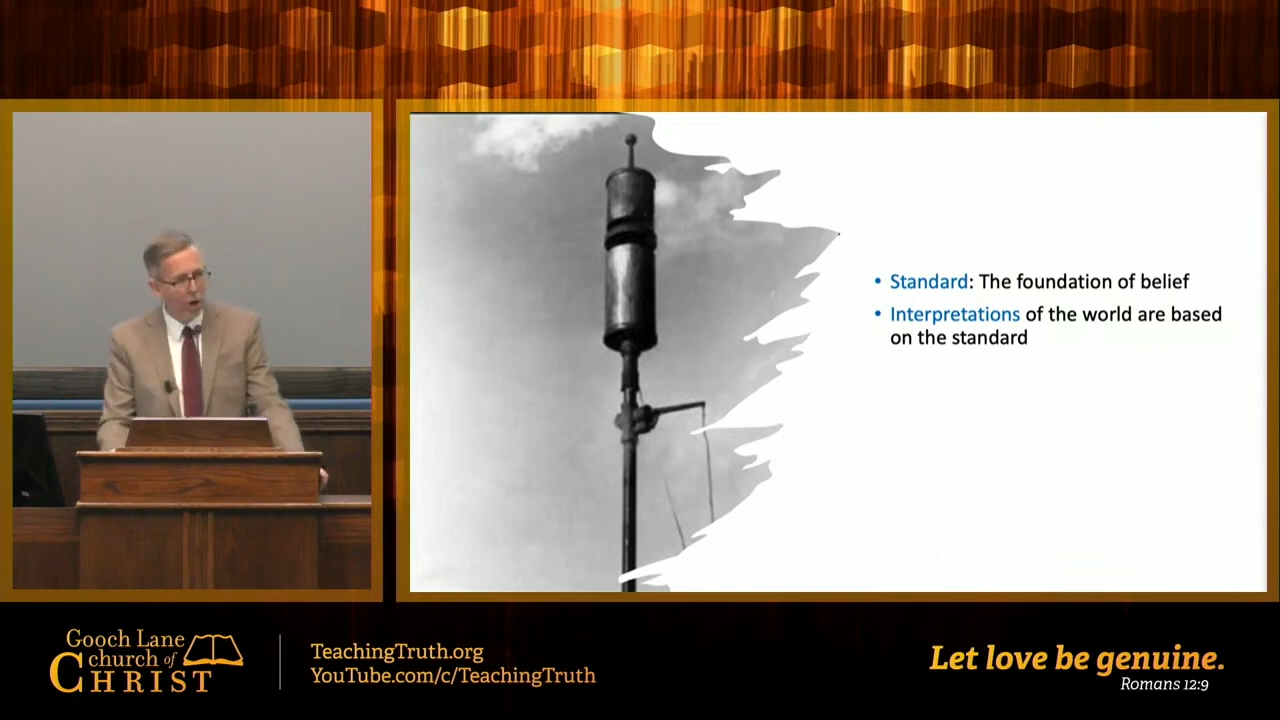 • Standard: The foundation of belief
• Interpretations of the world are based
on the standard
Gooch Lane
church of
CHRIST
TeachingTruth.org
YouTube.com/c/TeachingTruth
Let love be genuine.
Romans 12:9